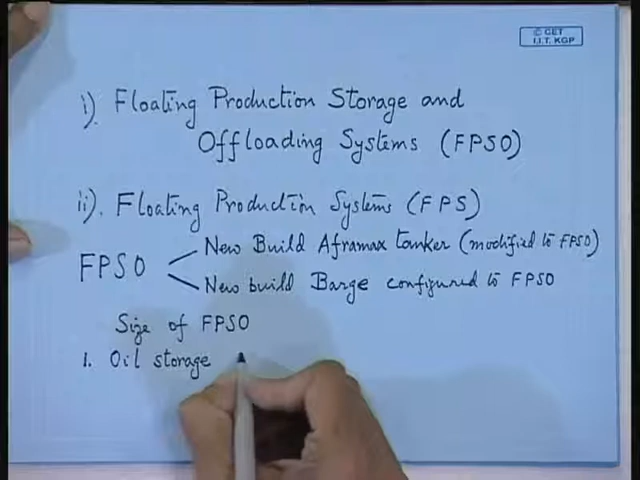 © CET
I.I.T. KGP
i) Floating Production Storage and
Offloading Systems (FPSO)
ii). Floating Production Systems (FPS)
FPSO
New Build Aframax tanker (modified to FPSO)
New build Barge configured to FPSO
Size of FPSO
1. Oil storage